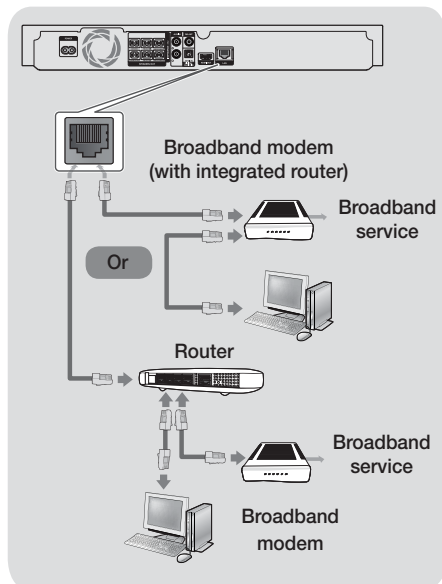 Broadband modem
(with integrated router)
Broadband
service
Or
Router
Broadband
service
Broadband
modem